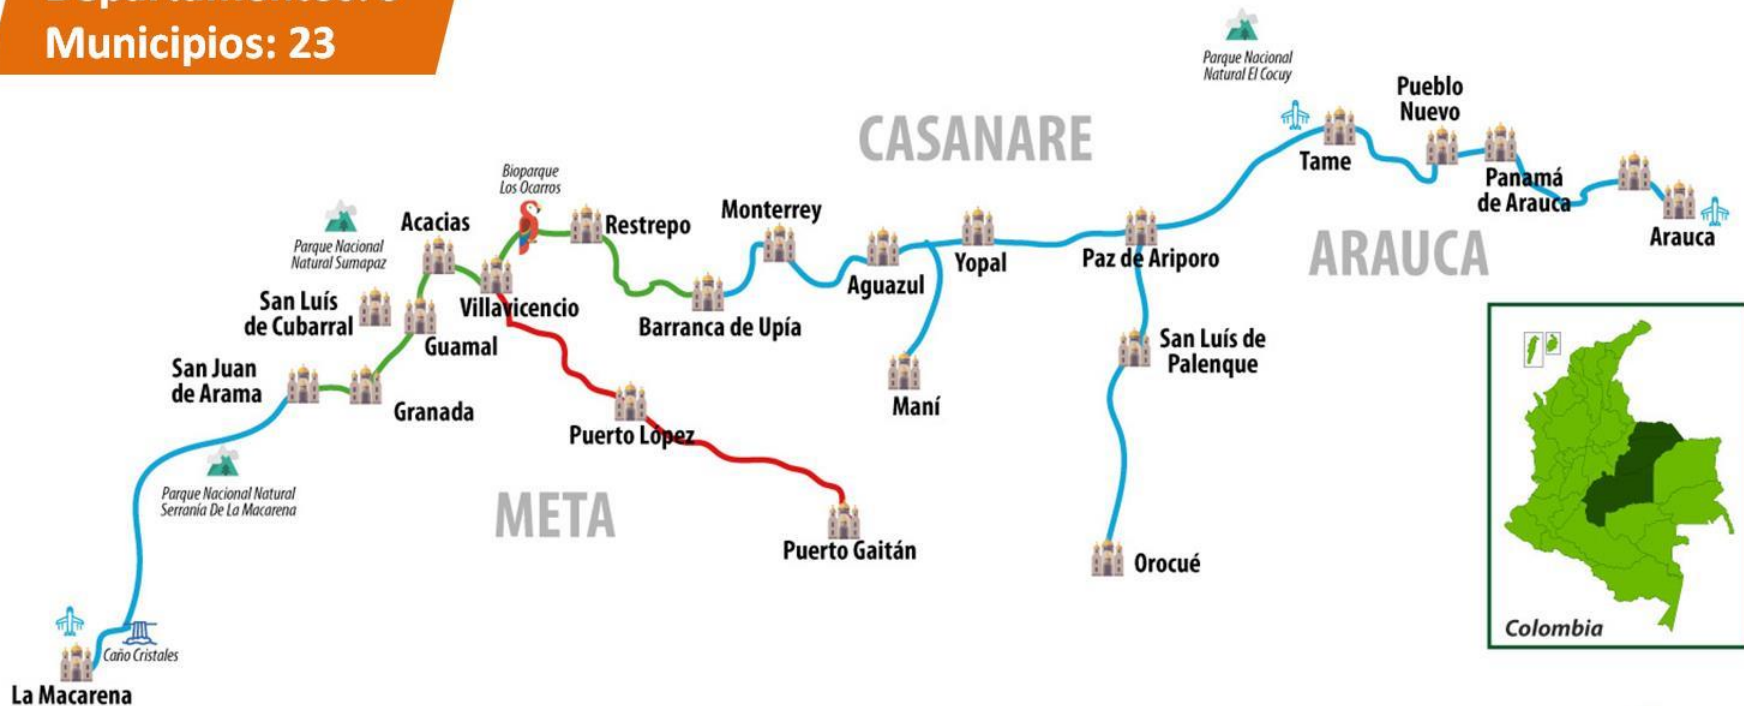 Municipios: 23
Parque Nacional
Natural El Cocuy
CASANARE
Pueblo
Nuevo
Tame
Panamá
de Arauca
Arauca
ARAUCA
Bioparque
Los Ocarros
Acacias
Restrepo
Monterrey
Parque Nacional
Natural Sumapaz
Aguazul
Yopal
Paz de Ariporo
San Luís
de Cubarral
Villavicencio
Barranca de Upía
Guamal
San Luís de
Palenque
San Juan
de Arama
Granada
Maní
Puerto López
Parque Nacional Natural
Serranía De La Macarena
META
Puerto Gaitán
Orocué
Colombia
Caño Cristales
La Macarena